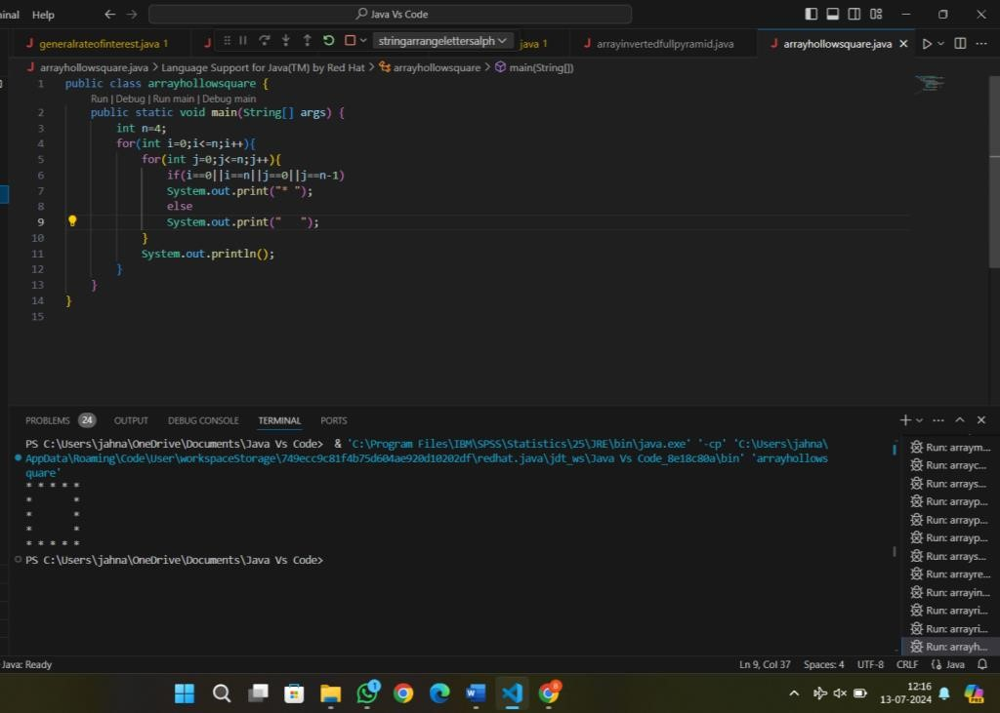 inal Help Java Vs Code
generalrateofinterest.java 1 stringarrangelettersalph java 1 arrayinvertedfullpyramid.java arrayhollowsquare.java
arrayhollowsquare.java > Language Support for Java(TM) by Red Hat > arrayhollowsquare > main(String[])
1 public class arrayhollowsquare {
Run | Debug | Run main | Debug main
2 public static void main(String[] args) {
3 int n=4;
4 for(int i=0;i<=n;i++){
5 for(int j=0;j<=n;j++){
6 if(i==0||i==n||j==0||j==n-1)
7 System.out.print("* ");
8 else
9 System.out.print("   ");
10 }
11 System.out.println();
12 }
13 }
14 }
15
PROBLEMS 24 OUTPUT DEBUG CONSOLE TERMINAL PORTS
PS C:\Users\jahna\OneDrive\Documents\Java Vs Code> & 'C:\Program Files\IBM\SPSS\Statistics\25\JRE\bin\java.exe' '-cp' 'C:\Users\jahna\
AppData\Roaming\Code\User\workspaceStorage\749ecc9c81f4b75d604ae920d10202df\redhat.java\jdt_ws\Java Vs Code_8e18c80a\bin' 'arrayhollows
quare'
* * * * *
*       *
*       *
*       *
* * * * *
PS C:\Users\jahna\OneDrive\Documents\Java Vs Code>
Run: arraym...
Run: arrayc...
Run: arrays...
Run: arrayp...
Run: arrayp...
Run: arrayp...
Run: arrays...
Run: arrayre...
Run: arrayin...
Run: arrayri...
Run: arrayri...
Run: arrayh...
Java: Ready Ln 9, Col 37 Spaces: 4 UTF-8 CRLF {} Java
1 8 12:16
13-07-2024
PRE